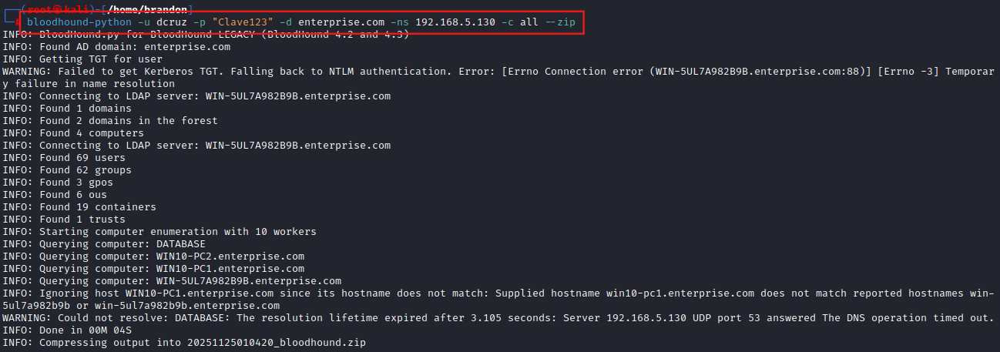 ┌──(root㉿kali)-[/home/brandon]
└─# bloodhound-python -u dcruz -p "Clave123" -d enterprise.com -ns 192.168.5.130 -c all --zip
INFO: BloodHound.py for BloodHound LEGACY (BloodHound 4.2 and 4.3)
INFO: Found AD domain: enterprise.com
INFO: Getting TGT for user
WARNING: Failed to get Kerberos TGT. Falling back to NTLM authentication. Error: [Errno Connection error (WIN-5UL7A982B9B.enterprise.com:88)] [Errno -3] Temporar
y failure in name resolution
INFO: Connecting to LDAP server: WIN-5UL7A982B9B.enterprise.com
INFO: Found 1 domains
INFO: Found 2 domains in the forest
INFO: Found 4 computers
INFO: Connecting to LDAP server: WIN-5UL7A982B9B.enterprise.com
INFO: Found 69 users
INFO: Found 62 groups
INFO: Found 3 gpos
INFO: Found 6 ous
INFO: Found 19 containers
INFO: Found 1 trusts
INFO: Starting computer enumeration with 10 workers
INFO: Querying computer: DATABASE
INFO: Querying computer: WIN10-PC2.enterprise.com
INFO: Querying computer: WIN10-PC1.enterprise.com
INFO: Querying computer: WIN-5UL7A982B9B.enterprise.com
INFO: Ignoring host WIN10-PC1.enterprise.com since its hostname does not match: Supplied hostname win10-pc1.enterprise.com does not match reported hostnames win-
5ul7a982b9b or win-5ul7a982b9b.enterprise.com
WARNING: Could not resolve: DATABASE: The resolution lifetime expired after 3.105 seconds: Server 192.168.5.130 UDP port 53 answered The DNS operation timed out.
INFO: Done in 00M 04S
INFO: Compressing output into 20251125010420_bloodhound.zip